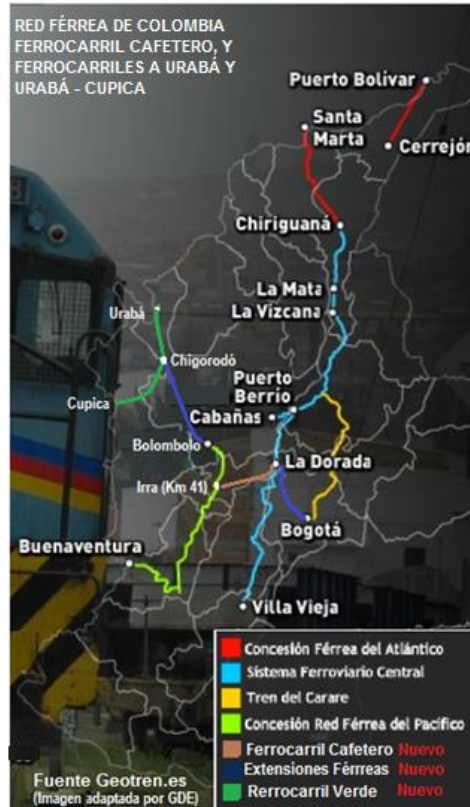 RED FÉRREA DE COLOMBIA
FERROCARRIL CAFETERO, Y
FERROCARRILES A URABÁ Y
URABÁ - CUPICA
Puerto Bolívar
Santa
Marta
Cerrejón
Chiriguaná
La Mata
La Vizcana
Urabá
Chigorodó
Cupica
Puerto
Berrío
Cabañas
Bolombolo
La Dorada
Irra (Km 41)
Bogotá
Buenaventura
Villa Vieja
Concesión Férrea del Atlántico
Sistema Ferroviario Central
Tren del Carare
Concesión Red Férrea del Pacífico
Ferrocarril Cafetero Nuevo
Extensiones Férrreas Nuevo
Rerrocarril Verde Nuevo
Fuente Geotren.es
(Imagen adaptada por GDE)